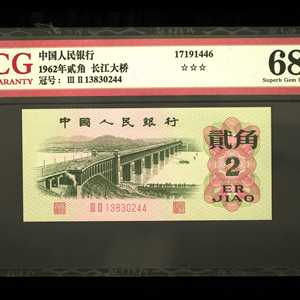 CG
ARANTY
中国人民银行
1962年贰角 长江大桥
冠号：Ⅲ Ⅱ 13830244
17191446
☆☆☆
68
Superb Gem
中国人民银行
贰角
2
ER
JIAO
Ⅲ Ⅱ 13830244